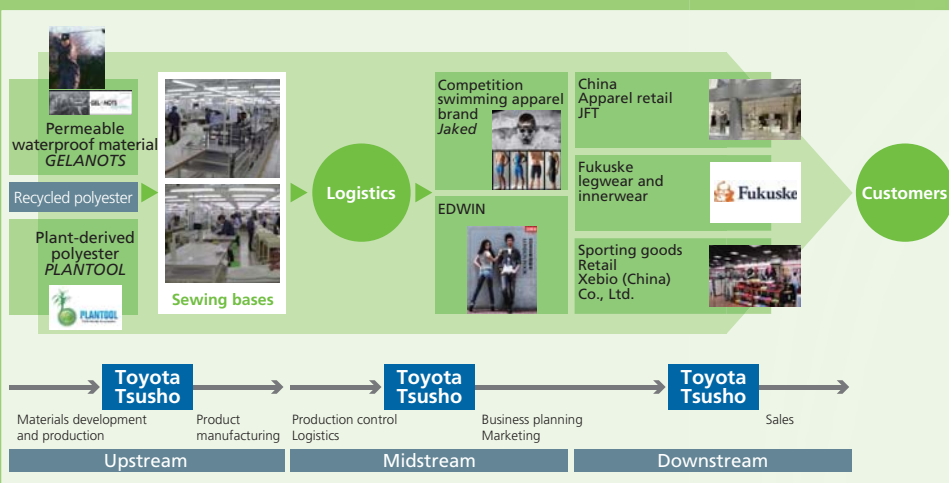 GELANOTS
Permeable
waterproof material
GELANOTS
Recycled polyester
Plant-derived
polyester
PLANTOOL
PLANTOOL
Sewing bases
Logistics
Competition
swimming apparel
brand
Jaked
EDWIN
China
Apparel retail
JFT
Fukuske
legwear and
innerwear
Fukuske
Sporting goods
Retail
Xebio (China)
Co., Ltd.
Customers
Toyota
Tsusho
Toyota
Tsusho
Toyota
Tsusho
Materials development
and production
Product
manufacturing
Production control
Logistics
Business planning
Marketing
Sales
Upstream
Midstream
Downstream